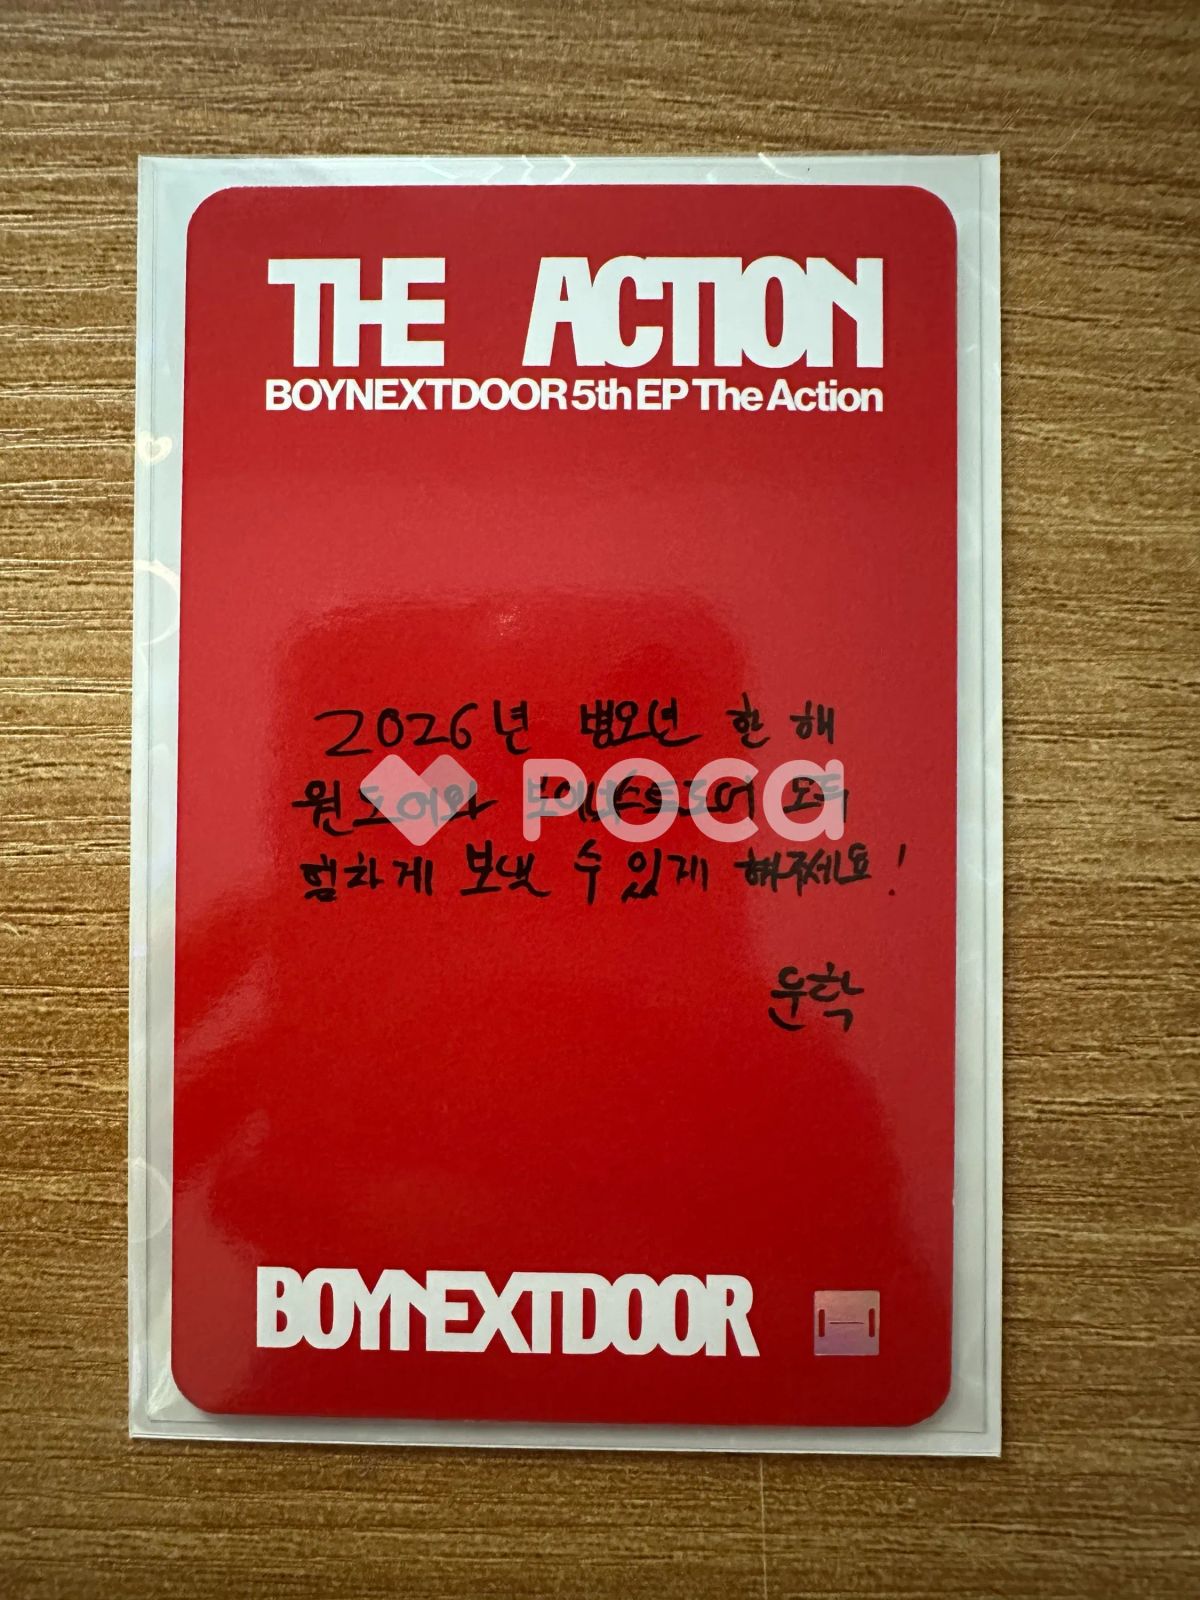 THE ACTION
BOYNEXTDOOR 5th EP The Action
2026년 병오년 한 해
원도어와 보이넥스트도어 모두
힘차게 보낼 수 있게 해주세요!
poca
운학
BOYNEXTDOOR